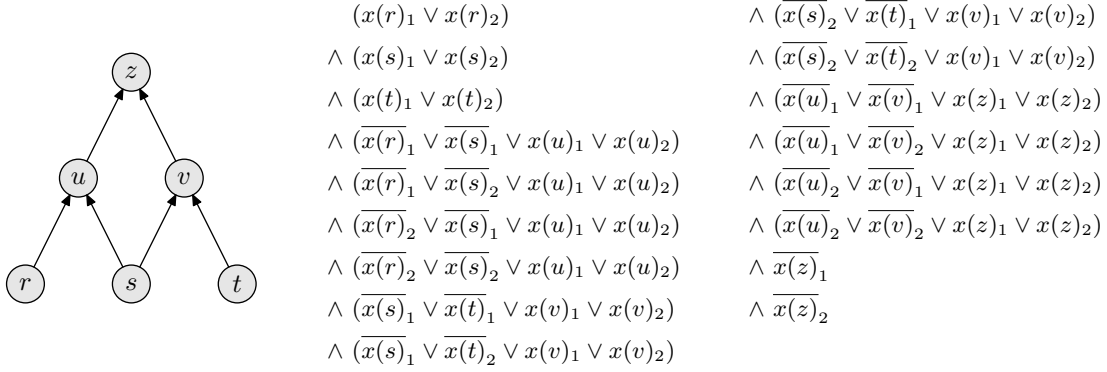 z
u v
r s t
(x(r)₁ ∨ x(r)₂)
∧ (x(s)₁ ∨ x(s)₂)
∧ (x(t)₁ ∨ x(t)₂)
∧ (x̅(̅r̅)̅₁ ∨ x̅(̅s̅)̅₁ ∨ x(u)₁ ∨ x(u)₂)
∧ (x̅(̅r̅)̅₁ ∨ x̅(̅s̅)̅₂ ∨ x(u)₁ ∨ x(u)₂)
∧ (x̅(̅r̅)̅₂ ∨ x̅(̅s̅)̅₁ ∨ x(u)₁ ∨ x(u)₂)
∧ (x̅(̅r̅)̅₂ ∨ x̅(̅s̅)̅₂ ∨ x(u)₁ ∨ x(u)₂)
∧ (x̅(̅s̅)̅₁ ∨ x̅(̅t̅)̅₁ ∨ x(v)₁ ∨ x(v)₂)
∧ (x̅(̅s̅)̅₁ ∨ x̅(̅t̅)̅₂ ∨ x(v)₁ ∨ x(v)₂)
∧ (x̅(̅s̅)̅₂ ∨ x̅(̅t̅)̅₁ ∨ x(v)₁ ∨ x(v)₂)
∧ (x̅(̅s̅)̅₂ ∨ x̅(̅t̅)̅₂ ∨ x(v)₁ ∨ x(v)₂)
∧ (x̅(̅u̅)̅₁ ∨ x̅(̅v̅)̅₁ ∨ x(z)₁ ∨ x(z)₂)
∧ (x̅(̅u̅)̅₁ ∨ x̅(̅v̅)̅₂ ∨ x(z)₁ ∨ x(z)₂)
∧ (x̅(̅u̅)̅₂ ∨ x̅(̅v̅)̅₁ ∨ x(z)₁ ∨ x(z)₂)
∧ (x̅(̅u̅)̅₂ ∨ x̅(̅v̅)̅₂ ∨ x(z)₁ ∨ x(z)₂)
∧ x̅(̅z̅)̅₁
∧ x̅(̅z̅)̅₂